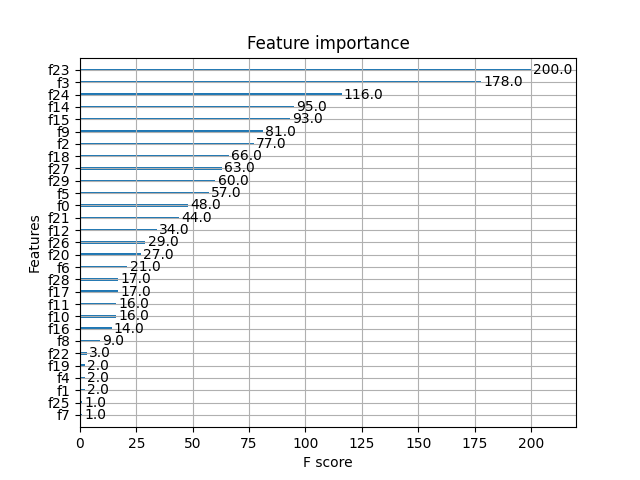 Feature importance
f23 200.0
f3 178.0
f24 116.0
f14 95.0
f15 93.0
f9 81.0
f2 77.0
f18 66.0
f27 63.0
f29 60.0
f5 57.0
f0 48.0
f21 44.0
f12 34.0
f26 29.0
f20 27.0
f6 21.0
f28 17.0
f17 17.0
f11 16.0
f10 16.0
f16 14.0
f8 9.0
f22 3.0
f19 2.0
f4 2.0
f1 2.0
f25 1.0
f7 1.0
Features
0 25 50 75 100 125 150 175 200
F score